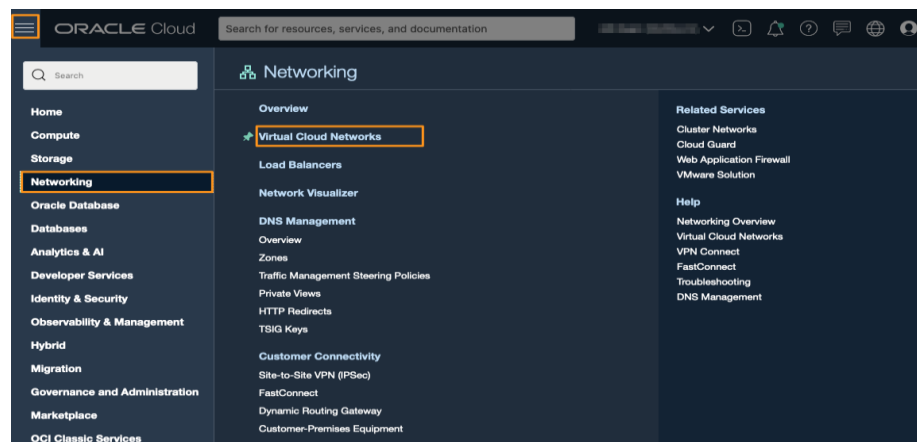 ORACLE Cloud
Search for resources, services, and documentation
Search
Home
Compute
Storage
Networking
Oracle Database
Databases
Analytics & AI
Developer Services
Identity & Security
Observability & Management
Hybrid
Migration
Governance and Administration
Marketplace
OCI Classic Services
Networking
Overview
Virtual Cloud Networks
Load Balancers
Network Visualizer
DNS Management
Overview
Zones
Traffic Management Steering Policies
Private Views
HTTP Redirects
TSIG Keys
Customer Connectivity
Site-to-Site VPN (IPSec)
FastConnect
Dynamic Routing Gateway
Customer-Premises Equipment
Related Services
Cluster Networks
Cloud Guard
Web Application Firewall
VMware Solution
Help
Networking Overview
Virtual Cloud Networks
VPN Connect
FastConnect
Troubleshooting
DNS Management